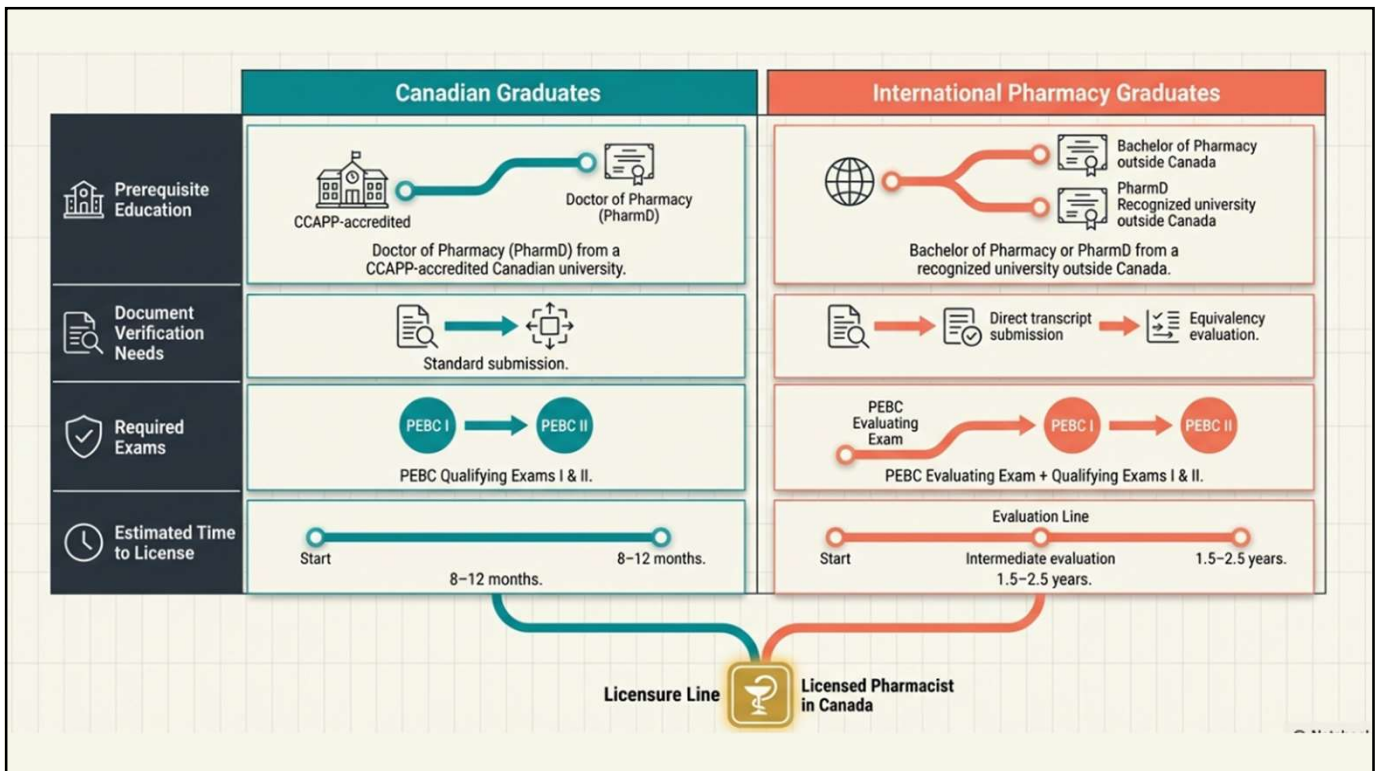 Canadian Graduates
International Pharmacy Graduates
Prerequisite
Education
CCAPP-accredited
Doctor of Pharmacy
(PharmD)
Doctor of Pharmacy (PharmD) from a
CCAPP-accredited Canadian university.
Bachelor of Pharmacy
outside Canada
PharmD
Recognized university
outside Canada
Bachelor of Pharmacy or PharmD from a
recognized university outside Canada.
Document
Verification
Needs
Standard submission.
Direct transcript
submission
Equivalency
evaluation.
Required
Exams
PEBC I
PEBC II
PEBC Qualifying Exams I & II.
PEBC
Evaluating
Exam
PEBC I
PEBC II
PEBC Evaluating Exam + Qualifying Exams I & II.
Estimated Time
to License
Start
8–12 months.
8–12 months.
Evaluation Line
Start
Intermediate evaluation
1.5–2.5 years.
1.5–2.5 years.
Licensure Line
Licensed Pharmacist
in Canada